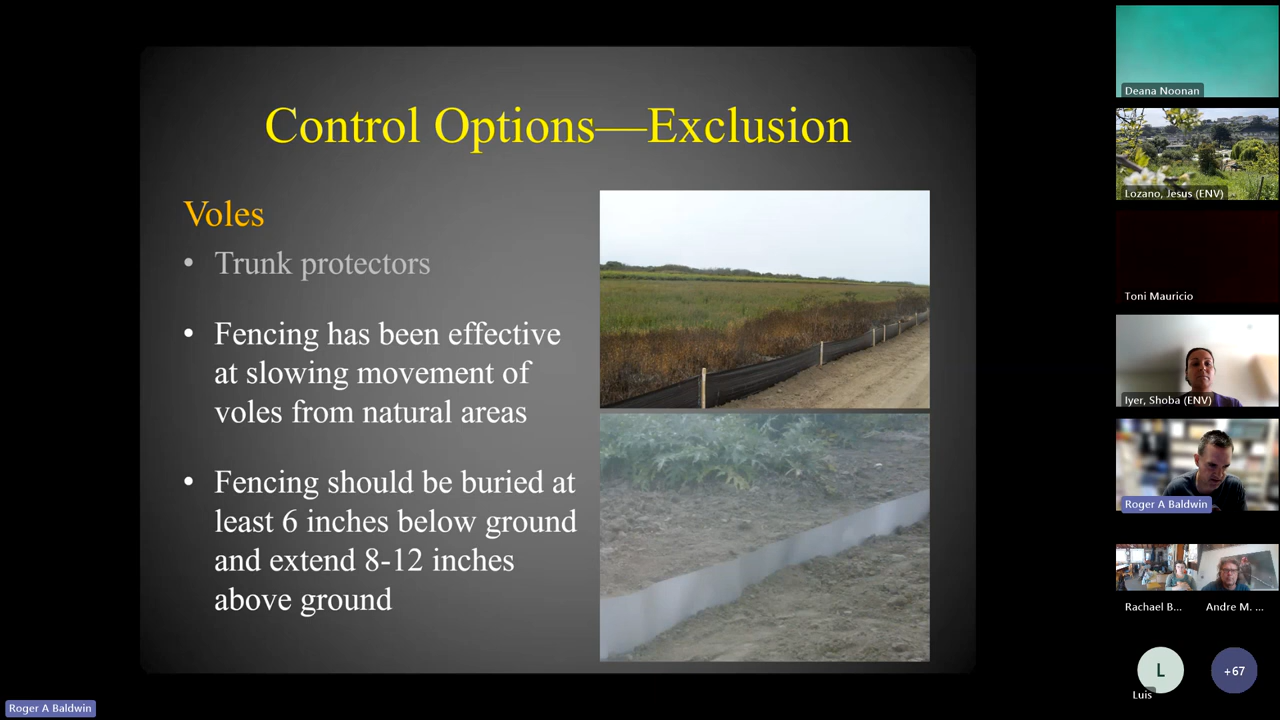 Control Options—Exclusion
Voles
• Trunk protectors
• Fencing has been effective
at slowing movement of
voles from natural areas
• Fencing should be buried at
least 6 inches below ground
and extend 8-12 inches
above ground
Deana Noonan
Lozano, Jesus (ENV)
Toni Mauricio
Iyer, Shoba (ENV)
Roger A Baldwin
Rachael B... Andre M. ...
L
+67
Luis
Roger A Baldwin